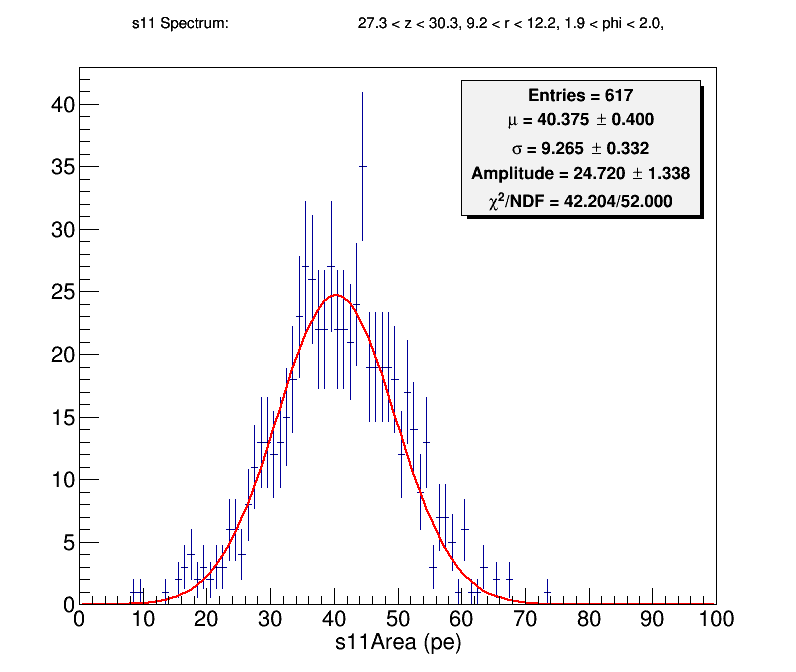 s11 Spectrum: 27.3 < z < 30.3, 9.2 < r < 12.2, 1.9 < phi < 2.0,
Entries = 617
μ = 40.375 ± 0.400
σ = 9.265 ± 0.332
Amplitude = 24.720 ± 1.338
χ²/NDF = 42.204/52.000
40
35
30
25
20
15
10
5
0
0 10 20 30 40 50 60 70 80 90 100
s11Area (pe)